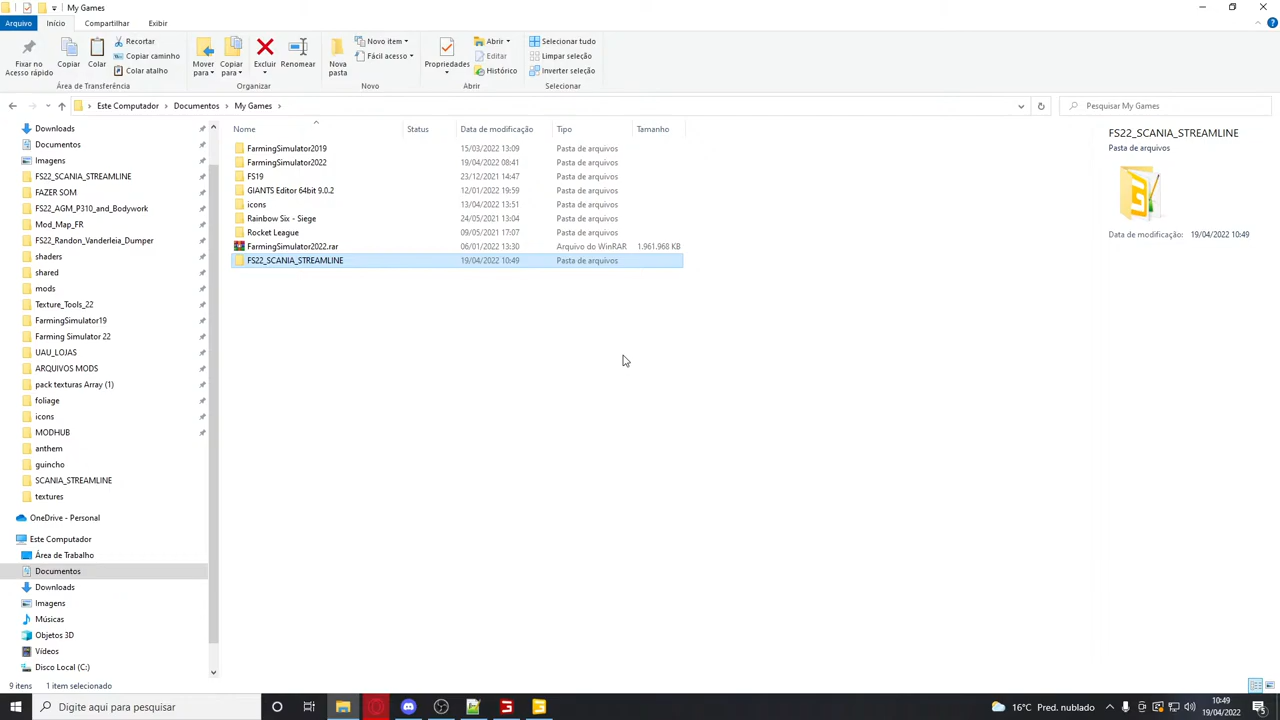 My Games
Arquivo Início Compartilhar Exibir
Fixar no Acesso rápido
Copiar
Colar
Recortar
Copiar caminho
Colar atalho
Mover para
Copiar para
Excluir
Renomear
Nova pasta
Novo item
Fácil acesso
Propriedades
Abrir
Editar
Histórico
Selecionar tudo
Limpar seleção
Inverter seleção
Área de Transferência Organizar Novo Abrir Selecionar
Este Computador > Documentos > My Games >
Pesquisar My Games
Downloads
Documentos
Imagens
FS22_SCANIA_STREAMLINE
FAZER SOM
FS22_AGM_P310_and_Bodywork
Mod_Map_FR
FS22_Randon_Vanderleia_Dumper
shaders
shared
mods
Texture_Tools_22
FarmingSimulator19
Farming Simulator 22
UAU_LOJAS
ARQUIVOS MODS
pack texturas Array (1)
foliage
icons
MODHUB
anthem
guincho
SCANIA_STREAMLINE
textures
OneDrive - Personal
Este Computador
Área de Trabalho
Documentos
Downloads
Imagens
Músicas
Objetos 3D
Vídeos
Disco Local (C:)
Nome Status Data de modificação Tipo Tamanho
FarmingSimulator2019 15/03/2022 13:09 Pasta de arquivos
FarmingSimulator2022 19/04/2022 08:41 Pasta de arquivos
FS19 23/12/2021 14:47 Pasta de arquivos
GIANTS Editor 64bit 9.0.2 12/01/2022 19:59 Pasta de arquivos
icons 13/04/2022 13:51 Pasta de arquivos
Rainbow Six - Siege 24/05/2021 13:04 Pasta de arquivos
Rocket League 09/05/2021 17:07 Pasta de arquivos
FarmingSimulator2022.rar 06/01/2022 13:30 Arquivo do WinRAR 1.961.968 KB
FS22_SCANIA_STREAMLINE 19/04/2022 10:49 Pasta de arquivos
FS22_SCANIA_STREAMLINE
Pasta de arquivos
Data de modificação: 19/04/2022 10:49
9 itens 1 item selecionado
Digite aqui para pesquisar
16°C Pred. nublado
10:49
19/04/2022